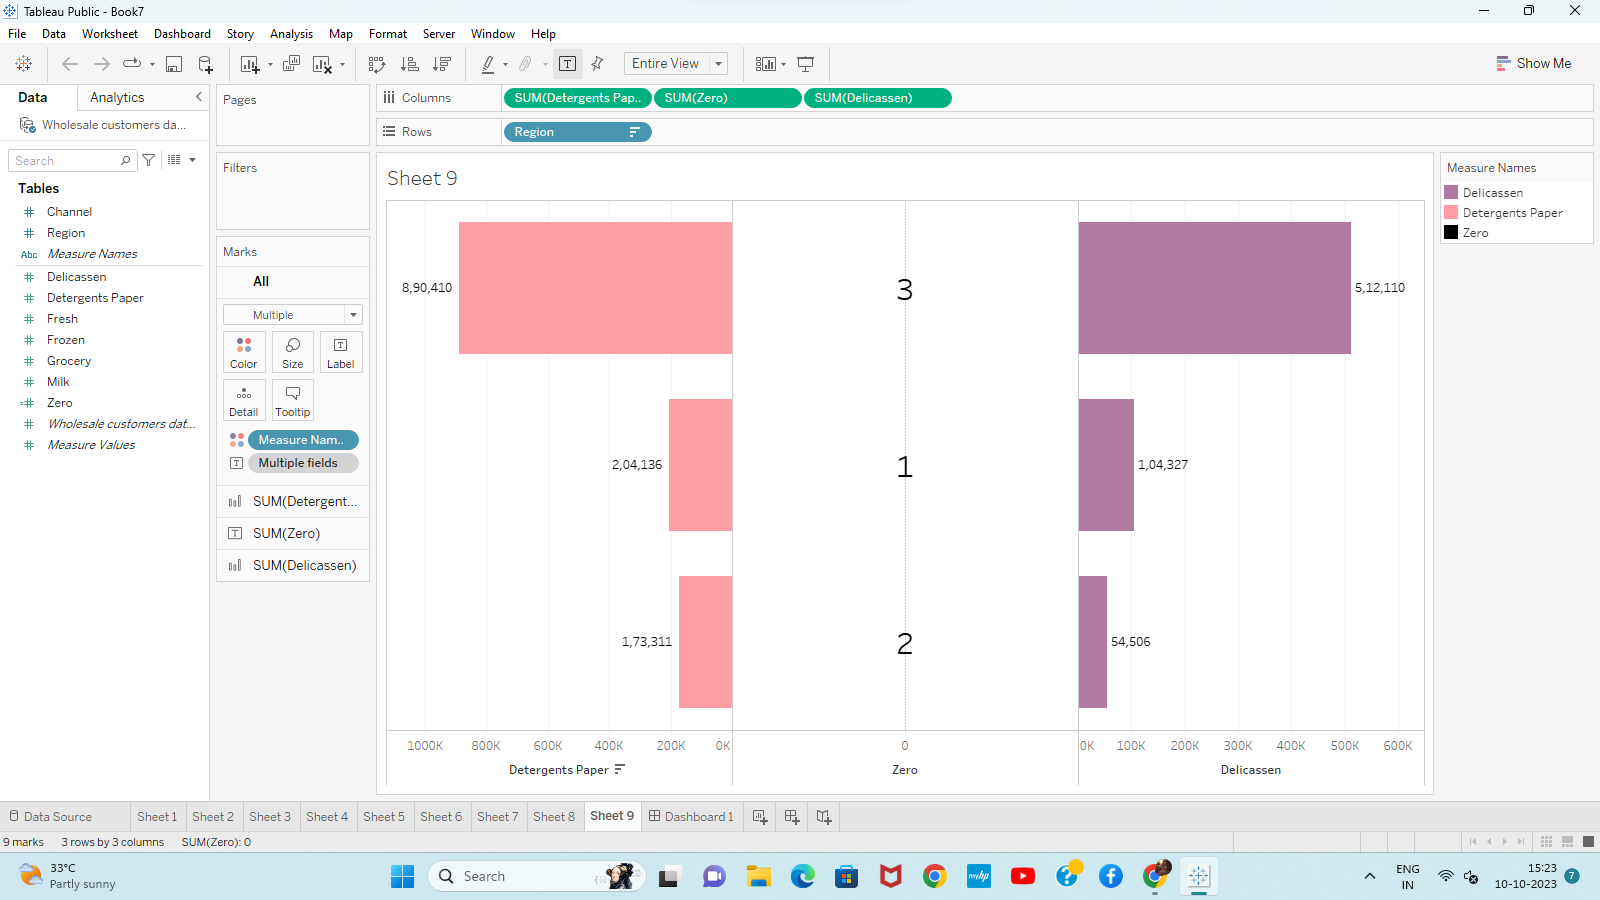 Tableau Public - Book7
File Data Worksheet Dashboard Story Analysis Map Format Server Window Help
Entire View
Show Me
Data Analytics
Wholesale customers da...
Search
Tables
Channel
Region
Abc Measure Names
Delicassen
Detergents Paper
Fresh
Frozen
Grocery
Milk
Zero
Wholesale customers dat...
Measure Values
Pages
Filters
Marks
All
Multiple
Color Size Label
Detail Tooltip
Measure Nam..
Multiple fields
SUM(Detergent...
SUM(Zero)
SUM(Delicassen)
Columns SUM(Detergents Pap.. SUM(Zero) SUM(Delicassen)
Rows Region
Sheet 9
8,90,410 3 5,12,110
2,04,136 1 1,04,327
1,73,311 2 54,506
1000K 800K 600K 400K 200K 0K 0 0K 100K 200K 300K 400K 500K 600K
Detergents Paper Zero Delicassen
Measure Names
Delicassen
Detergents Paper
Zero
Data Source Sheet 1 Sheet 2 Sheet 3 Sheet 4 Sheet 5 Sheet 6 Sheet 7 Sheet 8 Sheet 9 Dashboard 1
9 marks 3 rows by 3 columns SUM(Zero): 0
33°C
Partly sunny
Search
myhp
ENG
IN
15:23
10-10-2023
7